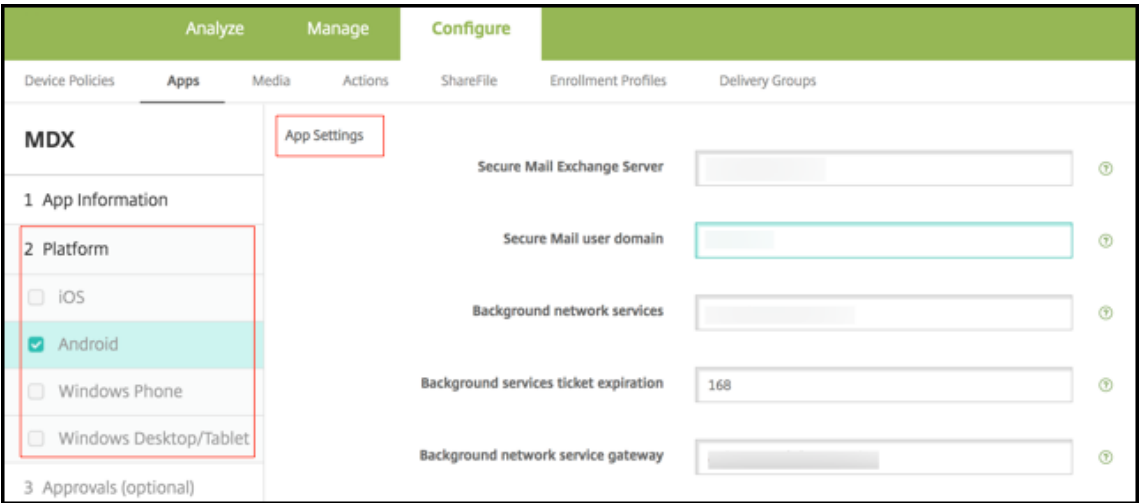 Analyze Manage Configure
Device Policies Apps Media Actions ShareFile Enrollment Profiles Delivery Groups
MDX
1 App Information
2 Platform
iOS
Android
Windows Phone
Windows Desktop/Tablet
3 Approvals (optional)
App Settings
Secure Mail Exchange Server
Secure Mail user domain
Background network services
Background services ticket expiration 168
Background network service gateway